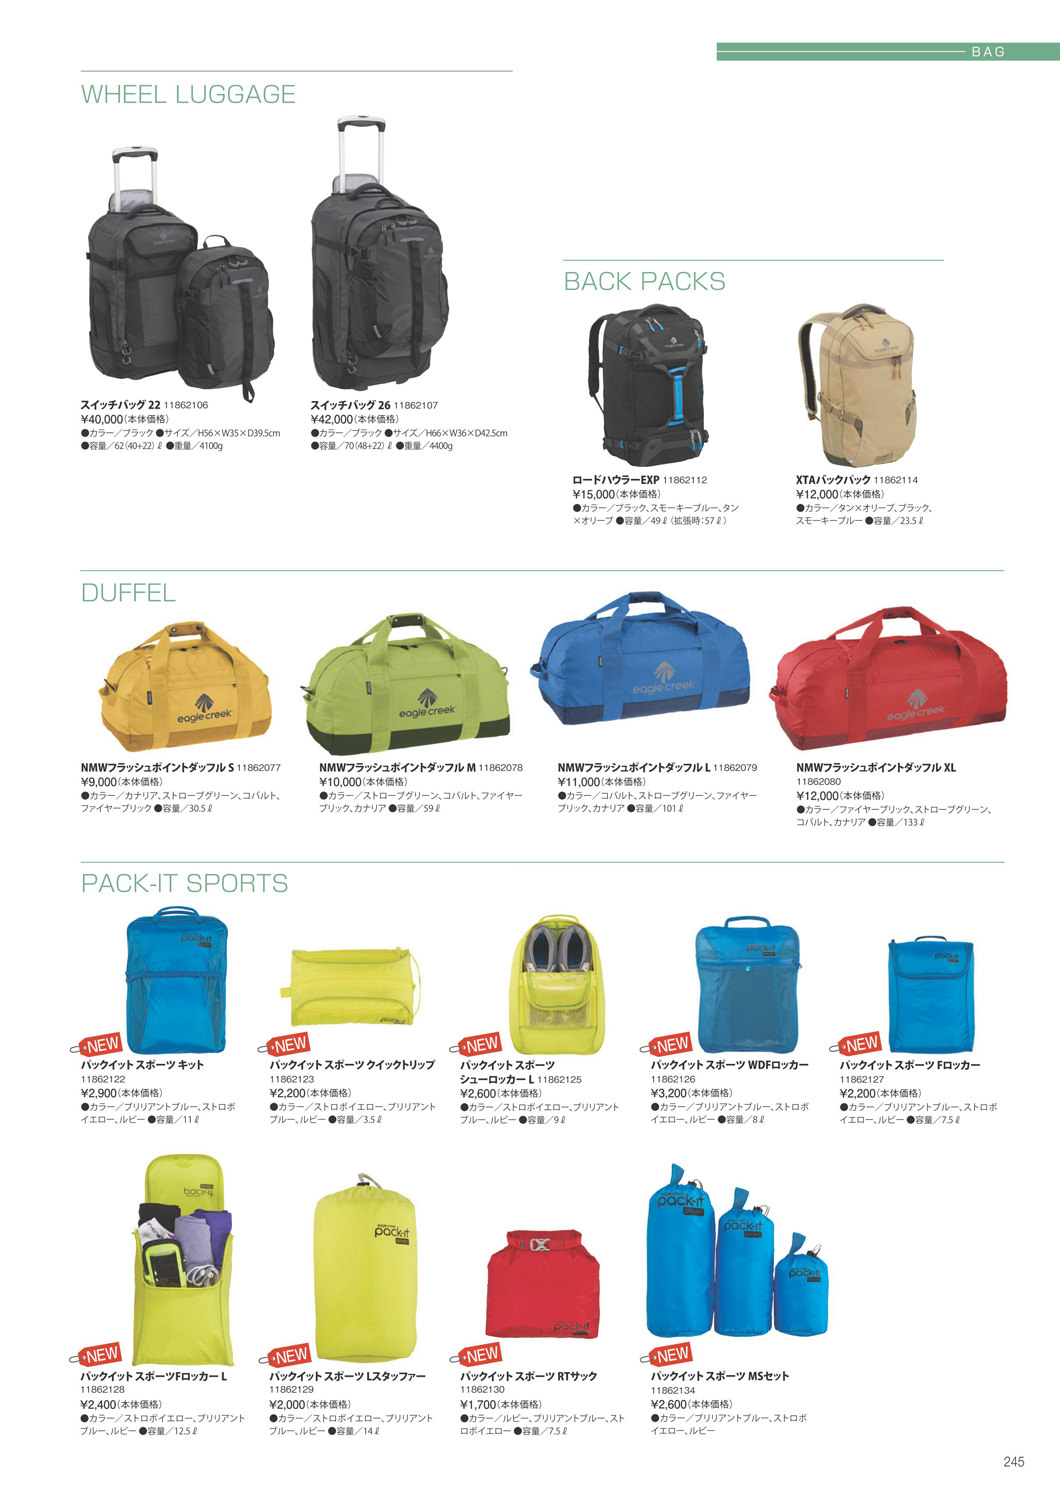 BAG
WHEEL LUGGAGE
スイッチバッグ 22 11862106
¥40,000(本体価格)
●カラー／ブラック ●サイズ／H56×W35×D39.5cm
●容量／62(40+22)ℓ ●重量／4100g
スイッチバッグ 26 11862107
¥42,000(本体価格)
●カラー／ブラック ●サイズ／H66×W36×D42.5cm
●容量／70(48+22)ℓ ●重量／4400g
BACK PACKS
ロードハウラーEXP 11862112
¥15,000(本体価格)
●カラー／ブラック、スモーキーブルー、タン
×オリーブ ●容量／49ℓ(拡張時：57ℓ)
XTAバックパック 11862114
¥12,000(本体価格)
●カラー／タン×オリーブ、ブラック、
スモーキーブルー ●容量／23.5ℓ
DUFFEL
eagle creek
eagle creek
eagle creek
eagle creek
NMWフラッシュポイントダッフル S 11862077
¥9,000(本体価格)
●カラー／カナリア、ストローブグリーン、コバルト、
ファイヤーブリック ●容量／30.5ℓ
NMWフラッシュポイントダッフル M 11862078
¥10,000(本体価格)
●カラー／ストローブグリーン、コバルト、ファイヤー
ブリック、カナリア ●容量／59ℓ
NMWフラッシュポイントダッフル L 11862079
¥11,000(本体価格)
●カラー／コバルト、ストローブグリーン、ファイヤー
ブリック、カナリア ●容量／101ℓ
NMWフラッシュポイントダッフル XL
11862080
¥12,000(本体価格)
●カラー／ファイヤーブリック、ストローブグリーン、
コバルト、カナリア ●容量／133ℓ
PACK-IT SPORTS
pack-it
pack-it
pack-it
pack-it
NEW
パックイット スポーツ キット
11862122
¥2,900(本体価格)
●カラー／ブリリアントブルー、ストロボ
イエロー、ルビー ●容量／11ℓ
NEW
パックイット スポーツ クイックトリップ
11862123
¥2,200(本体価格)
●カラー／ストロボイエロー、ブリリアント
ブルー、ルビー ●容量／3.5ℓ
NEW
パックイット スポーツ
シューロッカー L 11862125
¥2,600(本体価格)
●カラー／ストロボイエロー、ブリリアント
ブルー、ルビー ●容量／9ℓ
NEW
パックイット スポーツ WDFロッカー
11862126
¥3,200(本体価格)
●カラー／ブリリアントブルー、ストロボ
イエロー、ルビー ●容量／8ℓ
NEW
パックイット スポーツ Fロッカー
11862127
¥2,200(本体価格)
●カラー／ブリリアントブルー、ストロボ
イエロー、ルビー ●容量／7.5ℓ
pack-it
pack-it
SPORT
pack-it
pack-it
SPORT
pack-it
SPORT
pack-it
NEW
パックイット スポーツFロッカー L
11862128
¥2,400(本体価格)
●カラー／ストロボイエロー、ブリリアント
ブルー、ルビー ●容量／12.5ℓ
NEW
パックイット スポーツ Lスタッファー
11862129
¥2,000(本体価格)
●カラー／ストロボイエロー、ブリリアント
ブルー、ルビー ●容量／14ℓ
NEW
パックイット スポーツ RTサック
11862130
¥1,700(本体価格)
●カラー／ルビー、ブリリアントブルー、スト
ロボイエロー ●容量／7.5ℓ
NEW
パックイット スポーツ MSセット
11862134
¥2,600(本体価格)
●カラー／ブリリアントブルー、ストロボ
イエロー、ルビー
245